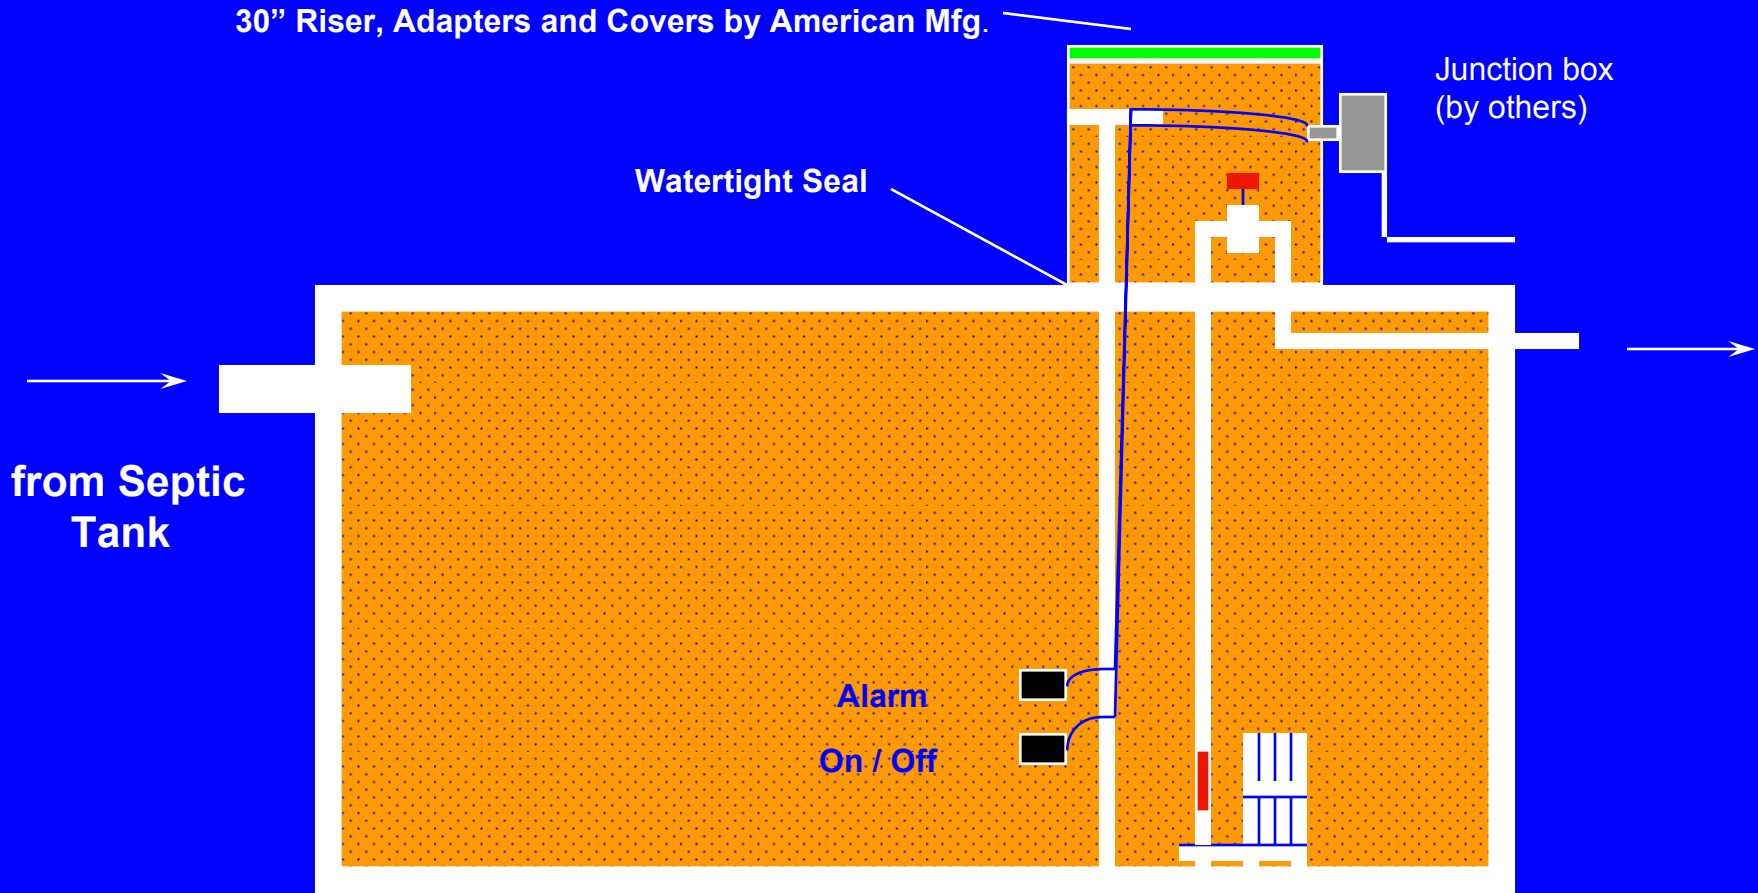 30” Riser, Adapters and Covers by American Mfg.
Junction box
(by others)
Watertight Seal
from Septic
Tank
Alarm
On / Off